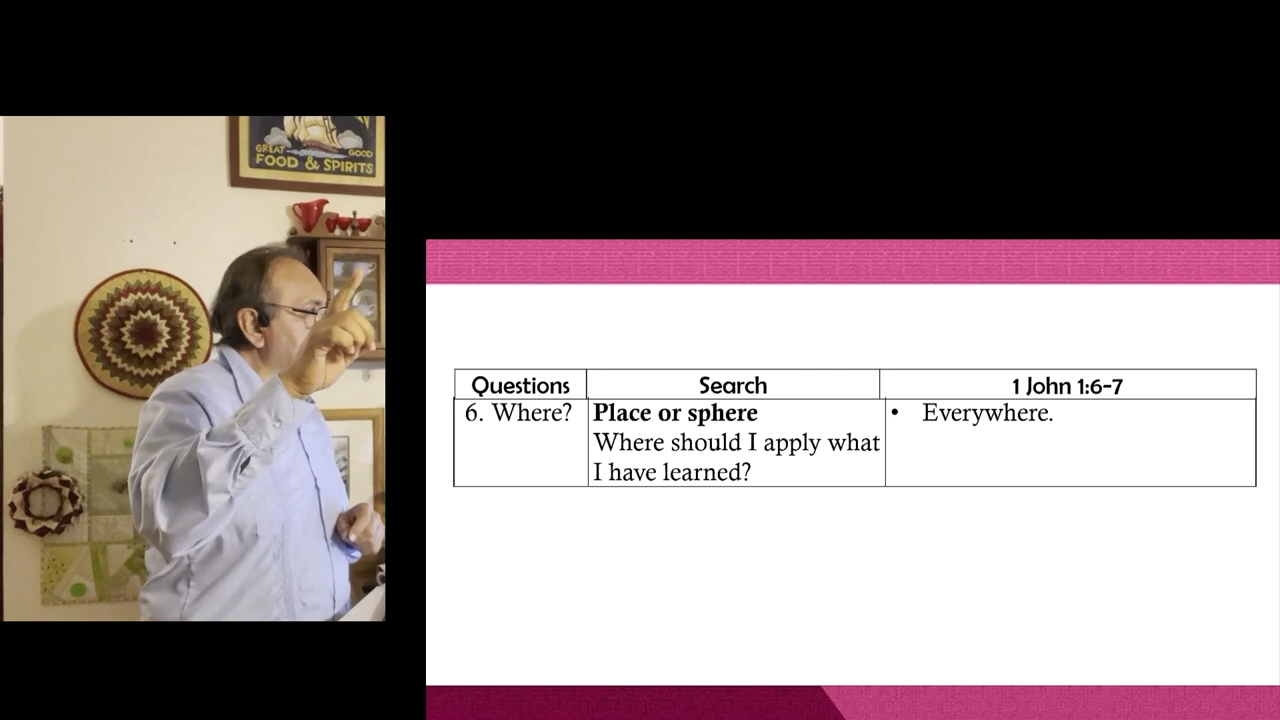 GREAT GOOD
FOOD & SPIRITS
Questions Search 1 John 1:6-7
6. Where? Place or sphere • Everywhere.
Where should I apply what
I have learned?